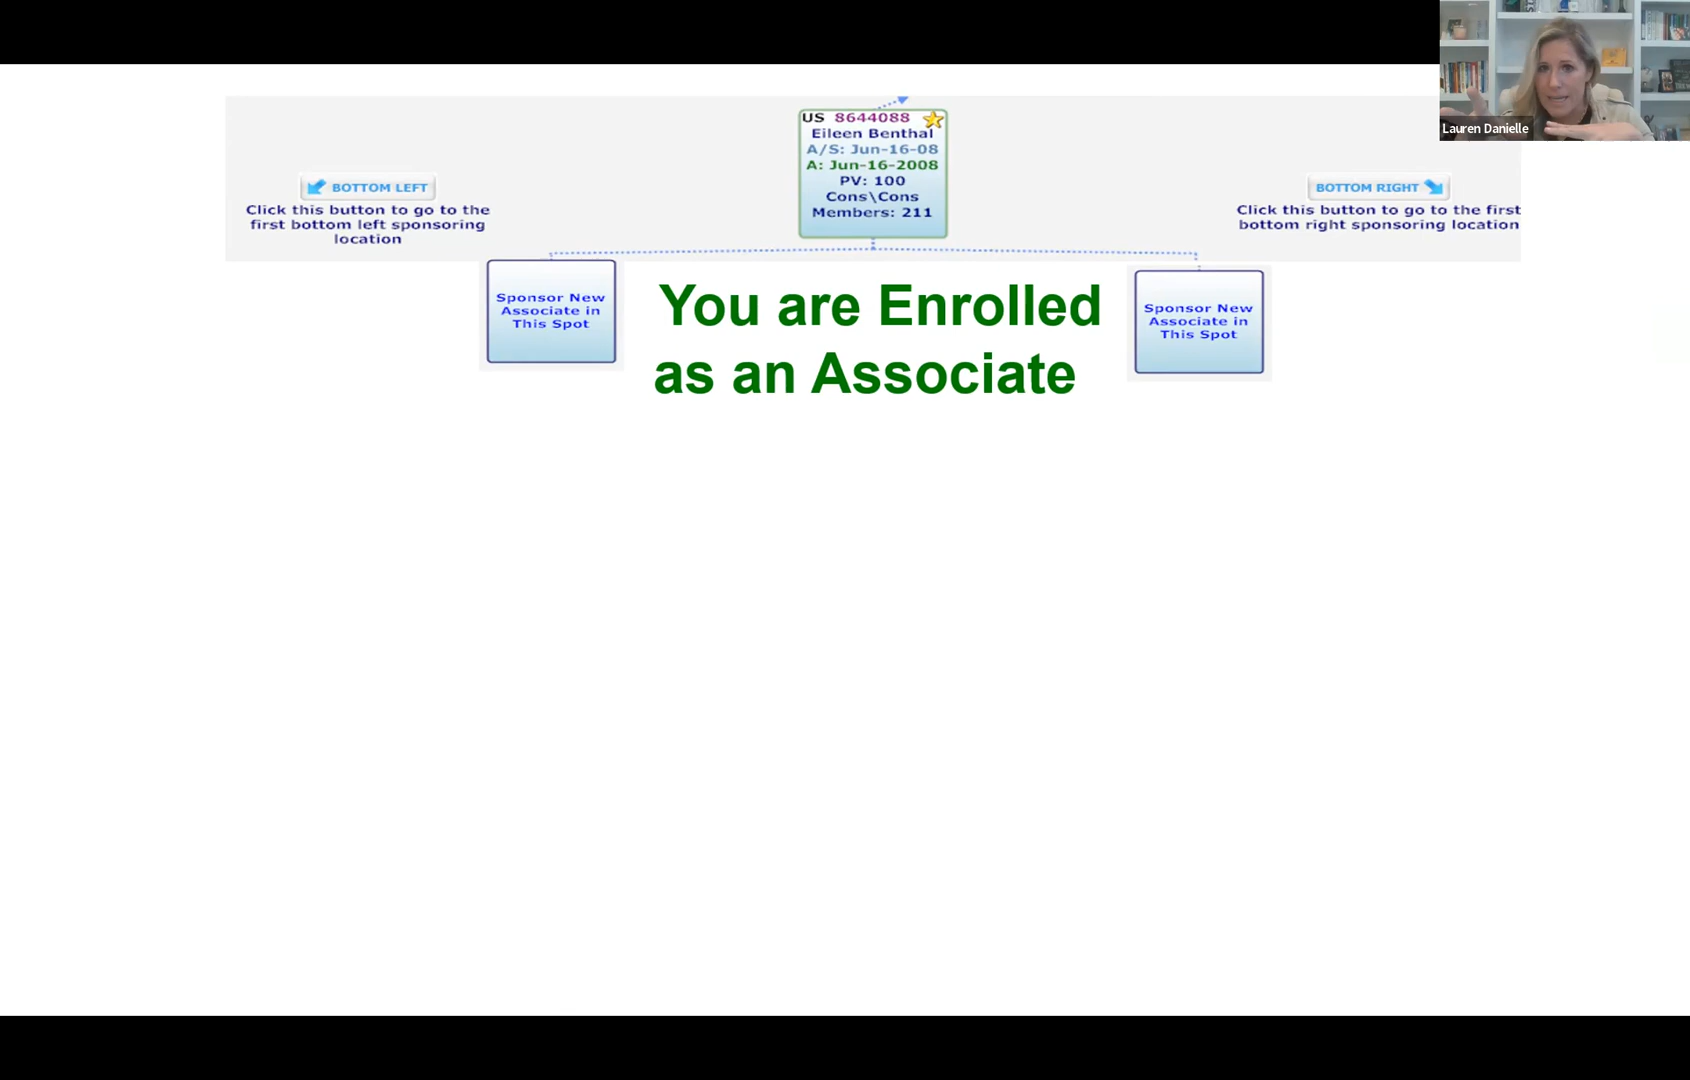 Lauren Danielle
US 8644088
Eileen Benthal
A/S: Jun-16-08
A: Jun-16-2008
PV: 100
Cons\Cons
Members: 211
BOTTOM LEFT
Click this button to go to the
first bottom left sponsoring
location
BOTTOM RIGHT
Click this button to go to the first
bottom right sponsoring location
Sponsor New
Associate in
This Spot
You are Enrolled
as an Associate
Sponsor New
Associate in
This Spot